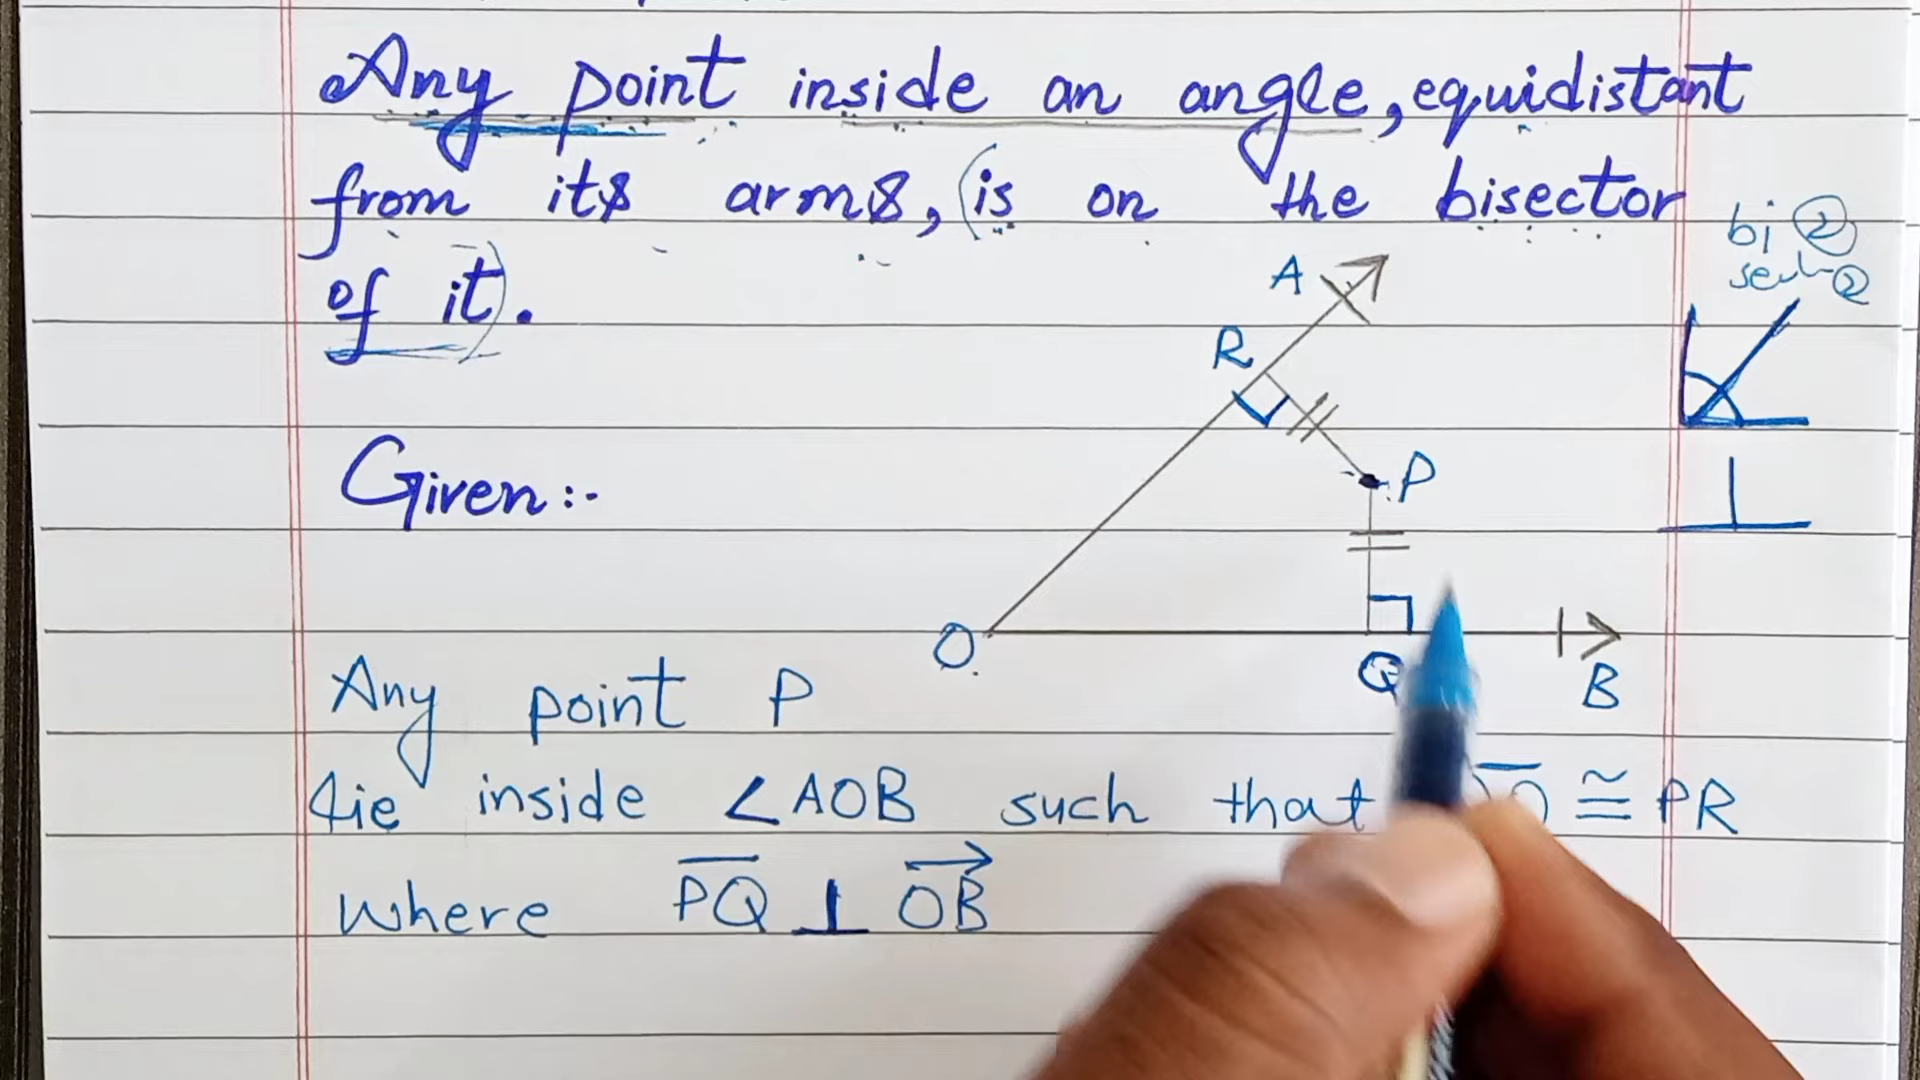 Any point inside an angle, equidistant
from its arms, (is on the bisector
of it).
bi ②
A
R
Given :-
P
O
Q
B
Any point P
lie inside ∠AOB such that ≅ PR
where PQ ⊥ OB